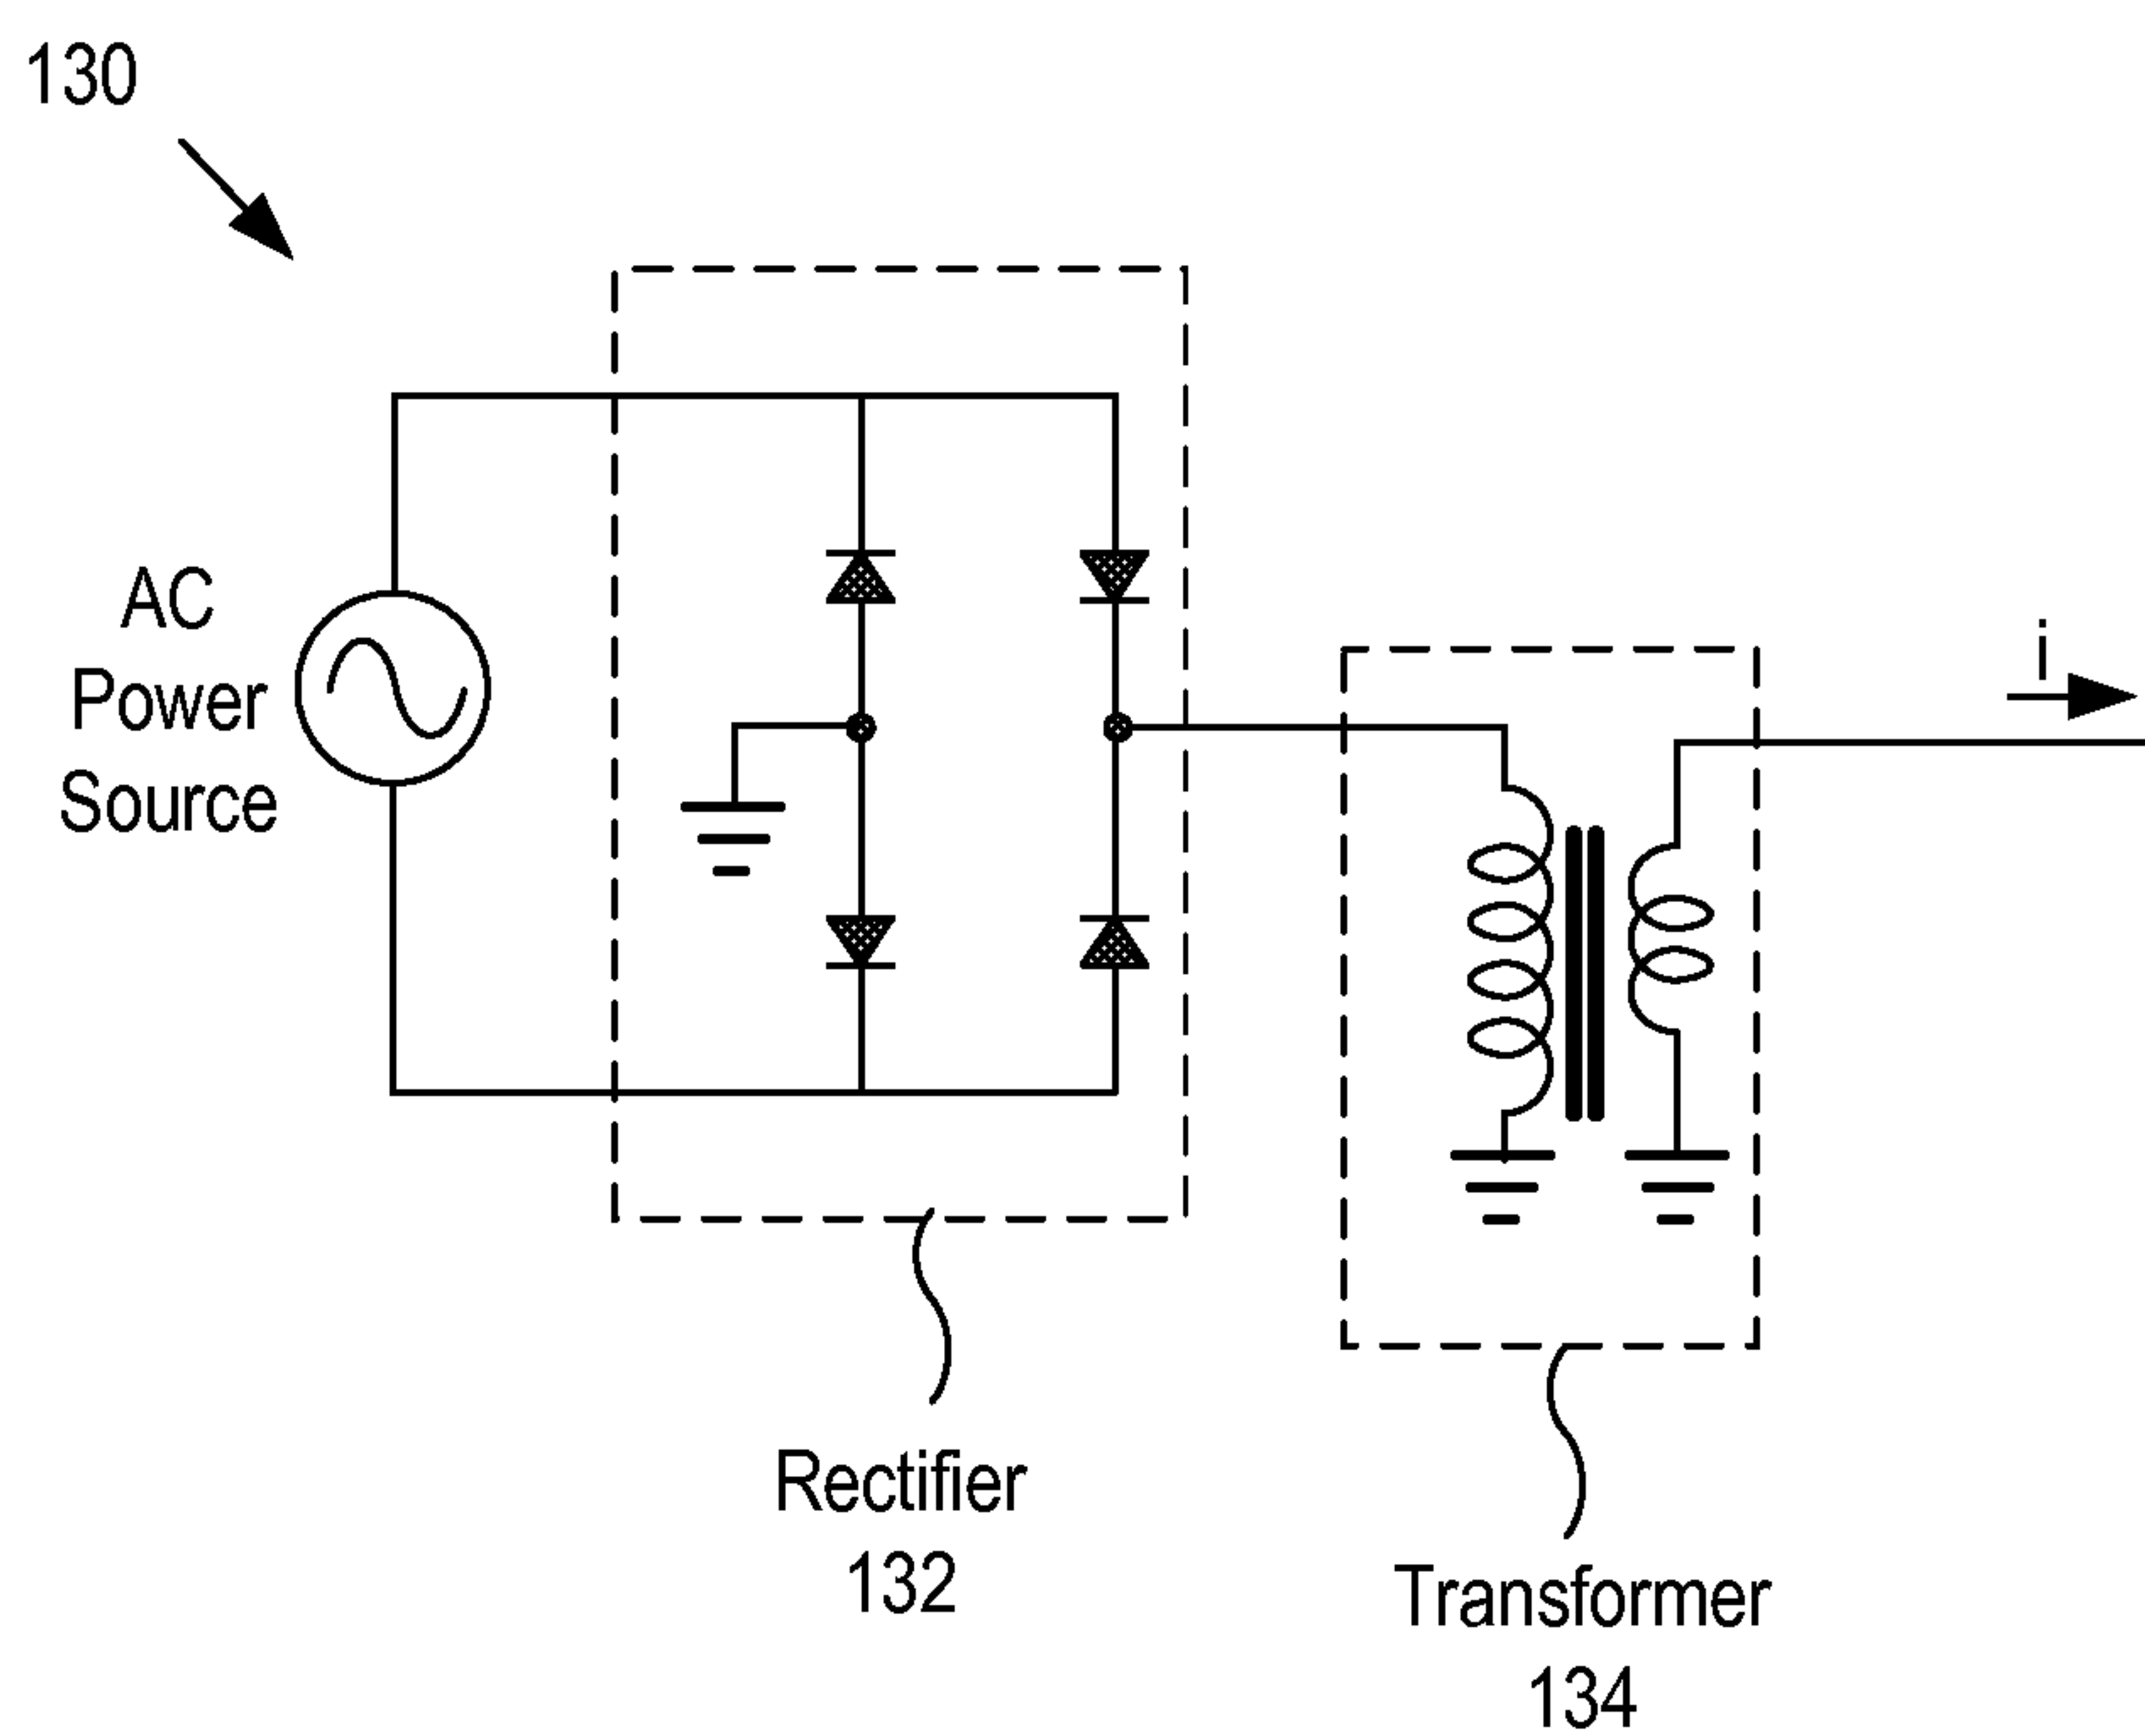 130
AC
Power
Source
i
Rectifier
132
Transformer
134